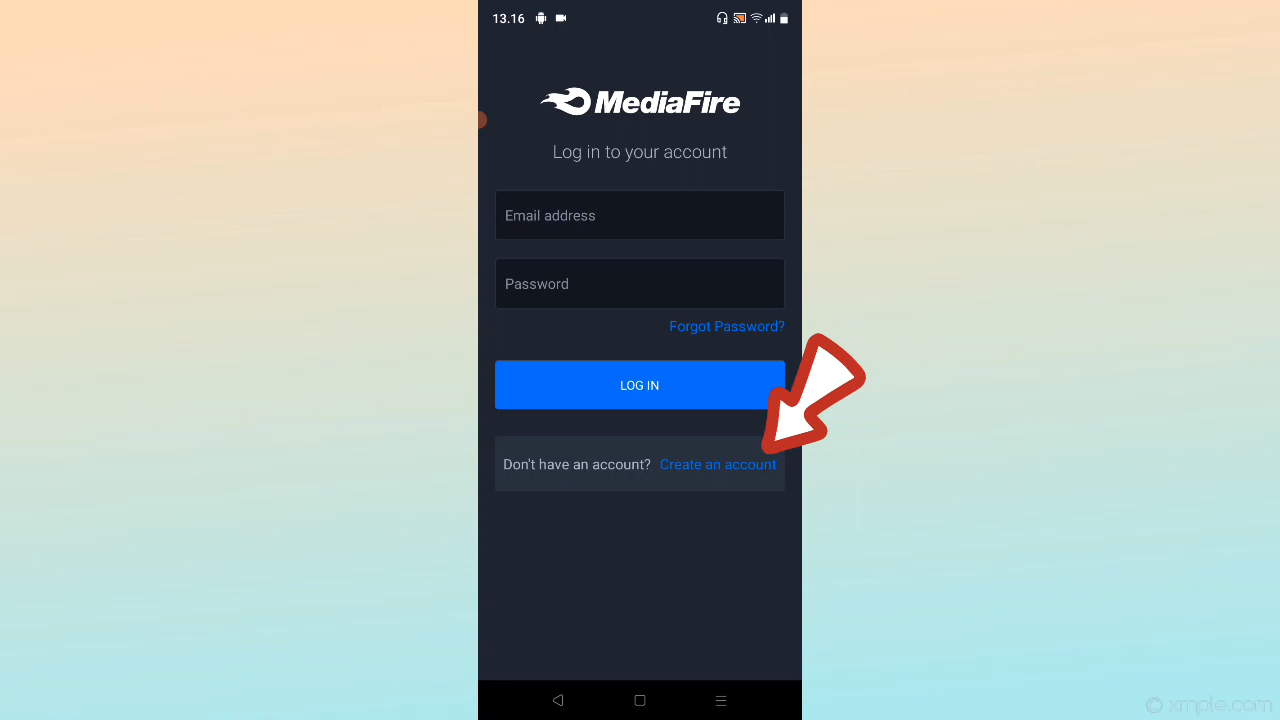 13.16
MediaFire
Log in to your account
Email address
Password
Forgot Password?
LOG IN
Don't have an account? Create an account
xmple.com